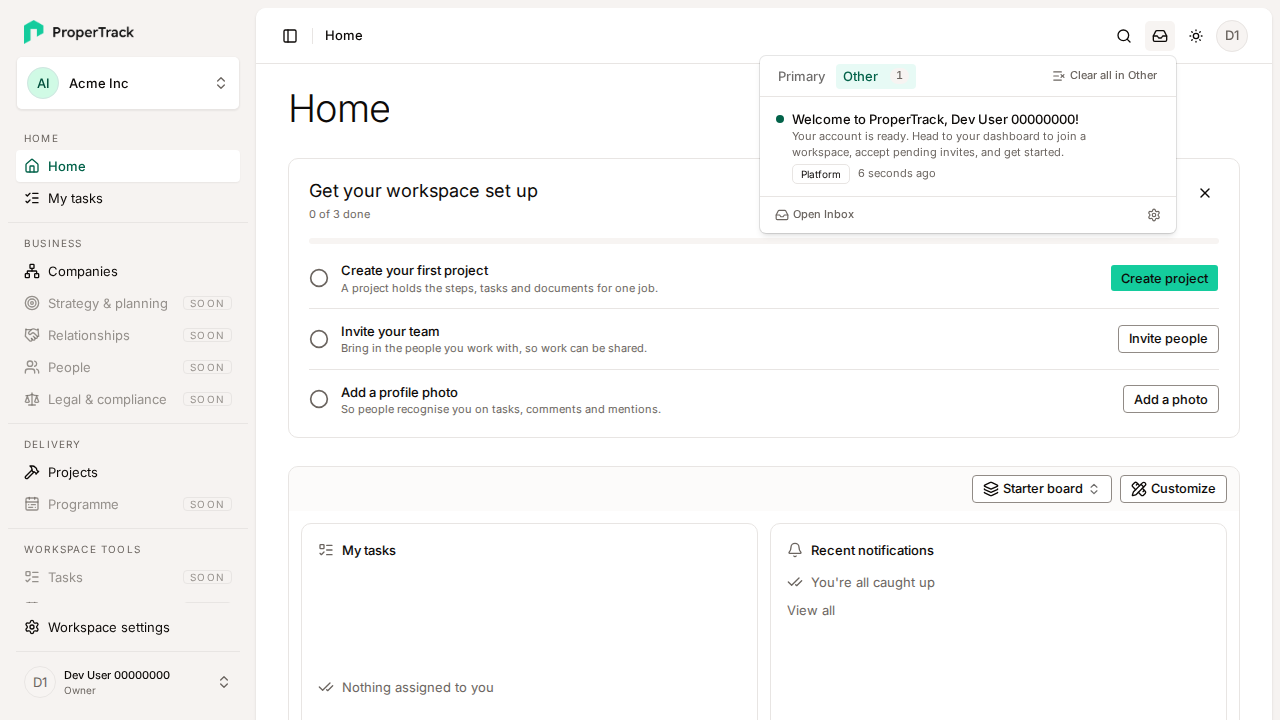 ProperTrack
AI
Acme Inc
HOME
Home
My tasks
BUSINESS
Companies
Strategy & planning SOON
Relationships SOON
People SOON
Legal & compliance SOON
DELIVERY
Projects
Programme SOON
WORKSPACE TOOLS
Tasks SOON
Workspace settings
D1
Dev User 00000000
Owner
Home
D1
Primary Other 1 Clear all in Other
Welcome to ProperTrack, Dev User 00000000!
Your account is ready. Head to your dashboard to join a
workspace, accept pending invites, and get started.
Platform 6 seconds ago
Open Inbox
Home
Get your workspace set up
0 of 3 done
Create your first project
A project holds the steps, tasks and documents for one job.
Create project
Invite your team
Bring in the people you work with, so work can be shared.
Invite people
Add a profile photo
So people recognise you on tasks, comments and mentions.
Add a photo
Starter board Customize
My tasks
Nothing assigned to you
Recent notifications
You're all caught up
View all